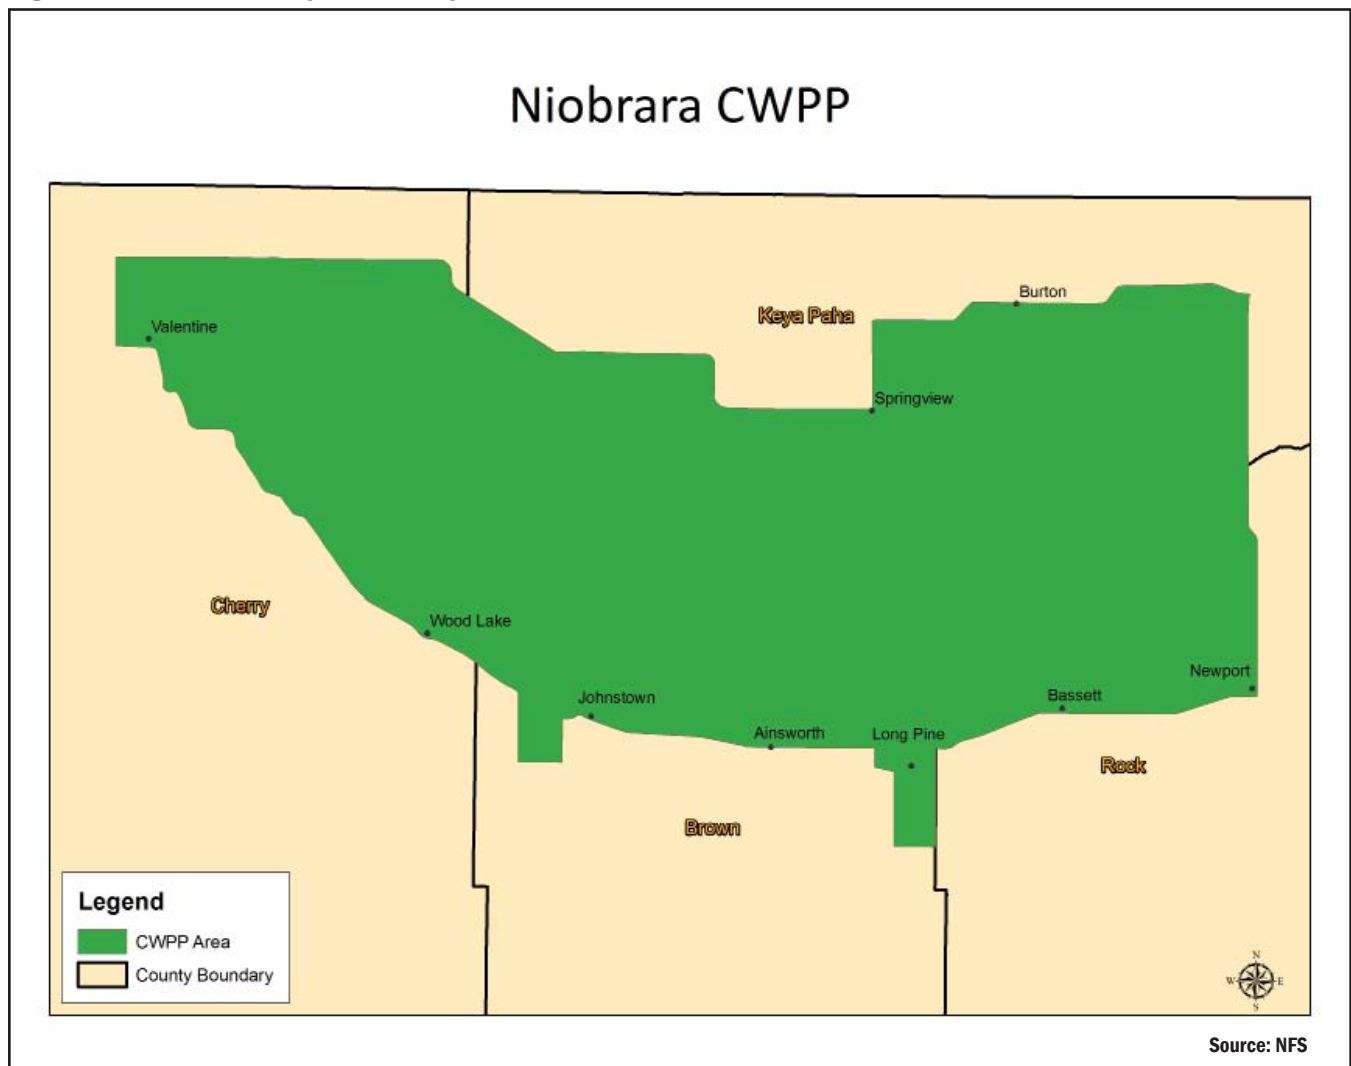 Niobrara CWPP
Burton
Keya Paha
Valentine
Springview
Cherry
Wood Lake
Newport
Johnstown
Bassett
Ainsworth
Long Pine
Rock
Brown
Legend
CWPP Area
County Boundary
N
W E
S
Source: NFS